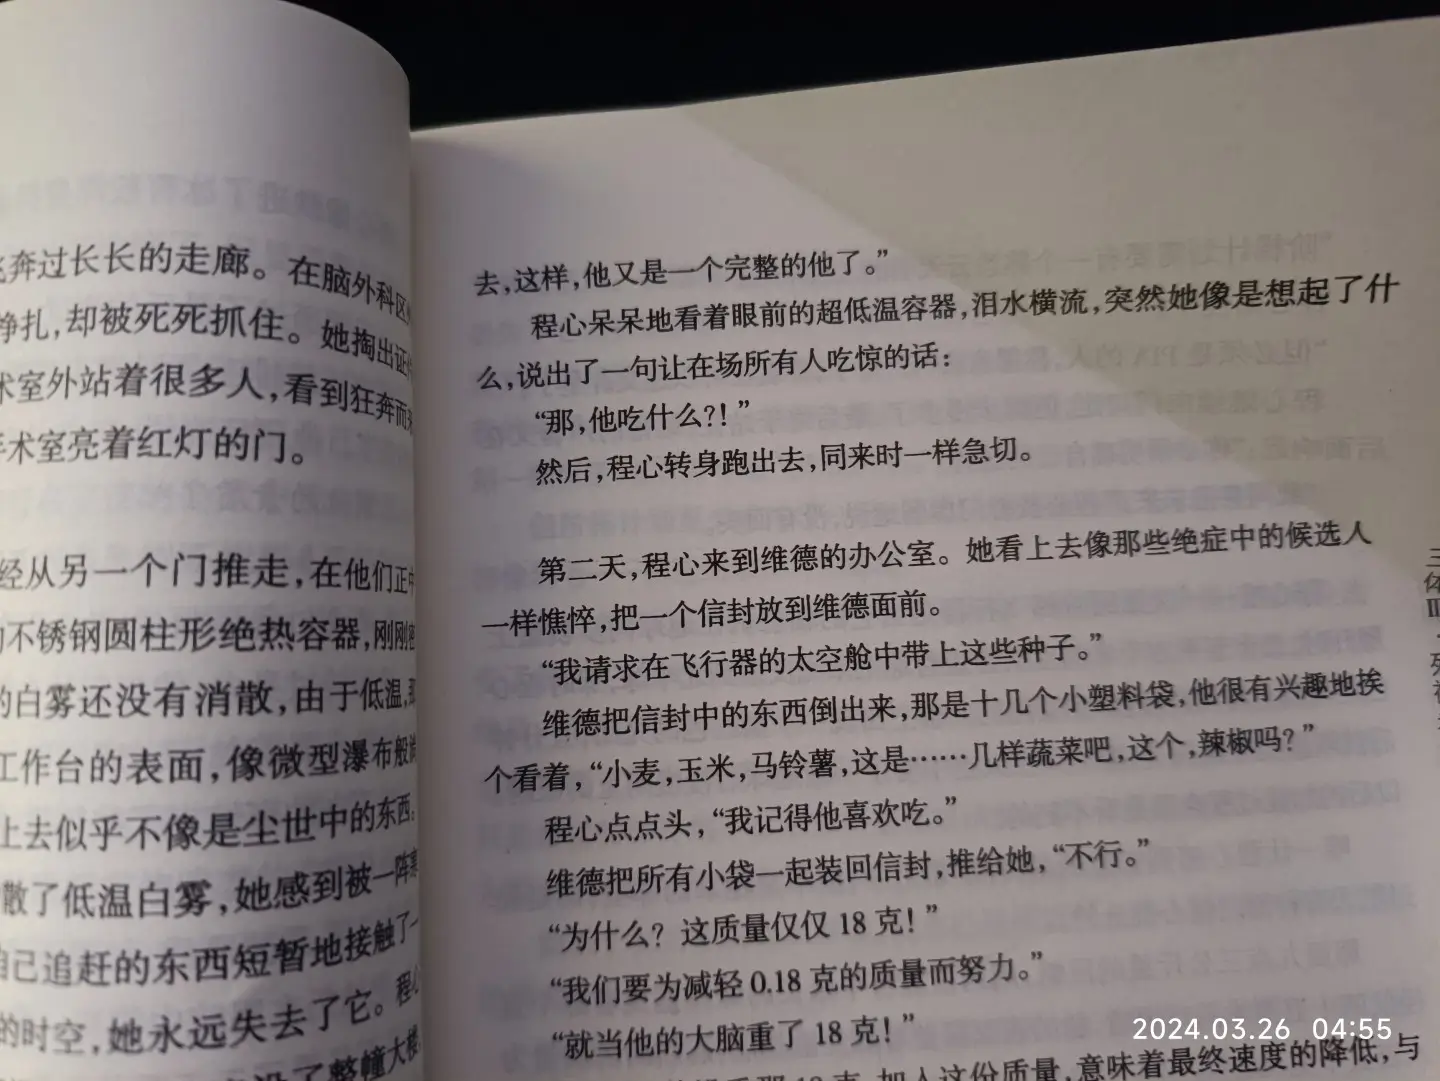 奔过长长的走廊。在脑外科区
挣扎，却被死死抓住。她掏出证
术室外站着很多人，看到狂奔而来
手术室亮着红灯的门。
经从另一个门推走，在他们正中
的不锈钢圆柱形绝热容器，刚刚
的白雾还没有消散，由于低温，
工作台的表面，像微型瀑布般
上去似乎不像是尘世中的东西。
散了低温白雾，她感到被一阵寒
自己追赶的东西短暂地接触了一
的时空，她永远失去了它。程心
整幢大楼
去，这样，他又是一个完整的他了。”
程心呆呆地看着眼前的超低温容器，泪水横流，突然她像是想起了什
么，说出了一句让在场所有人吃惊的话：
“那，他吃什么？！”
然后，程心转身跑出去，同来时一样急切。
第二天，程心来到维德的办公室。她看上去像那些绝症中的候选人
一样憔悴，把一个信封放到维德面前。
“我请求在飞行器的太空舱中带上这些种子。”
维德把信封中的东西倒出来，那是十几个小塑料袋，他很有兴趣地挨
个看着，“小麦，玉米，马铃薯，这是……几样蔬菜吧，这个，辣椒吗？”
程心点点头，“我记得他喜欢吃。”
维德把所有小袋一起装回信封，推给她，“不行。”
“为什么？这质量仅仅 18 克！”
“我们要为减轻 0.18 克的质量而努力。”
“就当他的大脑重了 18 克！”
加入这份质量，意味着最终速度的降低，与
三体Ⅲ
2024.03.26 04:55